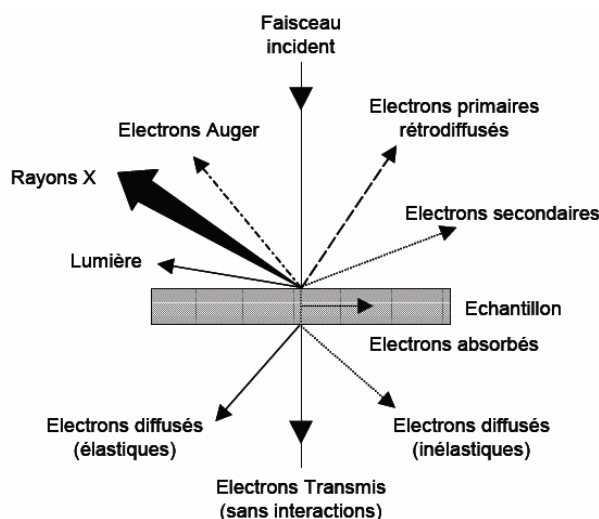 Faisceau
incident
Electrons primaires
rétrodiffusés
Electrons Auger
Rayons X
Electrons secondaires
Lumière
Echantillon
Electrons absorbés
Electrons diffusés
(élastiques)
Electrons diffusés
(inélastiques)
Electrons Transmis
(sans interactions)